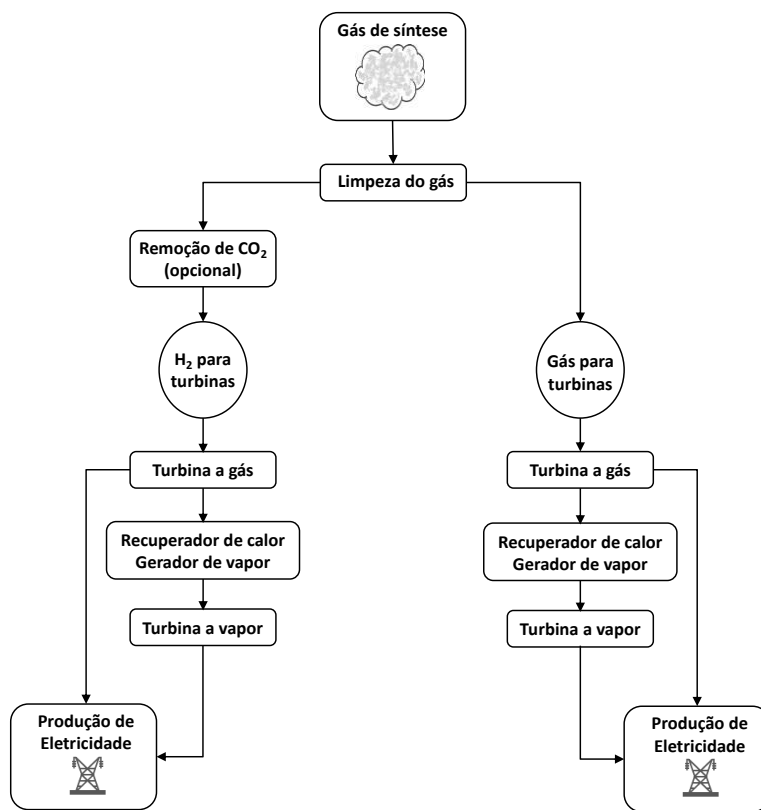 Gás de síntese
Limpeza do gás
Remoção de CO₂
(opcional)
H₂ para
turbinas
Gás para
turbinas
Turbina a gás
Turbina a gás
Recuperador de calor
Gerador de vapor
Recuperador de calor
Gerador de vapor
Turbina a vapor
Turbina a vapor
Produção de
Eletricidade
Produção de
Eletricidade